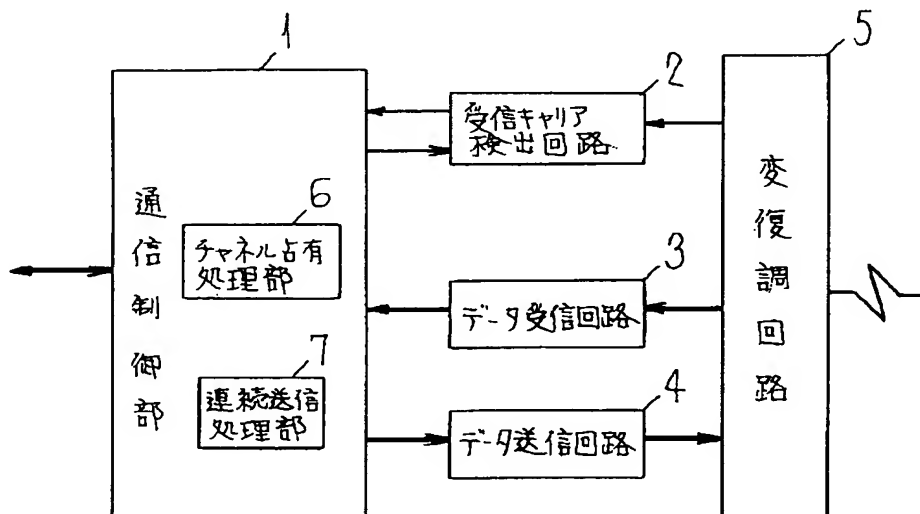 1
通信制御部
6
チャネル占有
処理部
7
連続送信
処理部
2
受信キャリア
検出回路
3
データ受信回路
4
データ送信回路
5
変復調回路